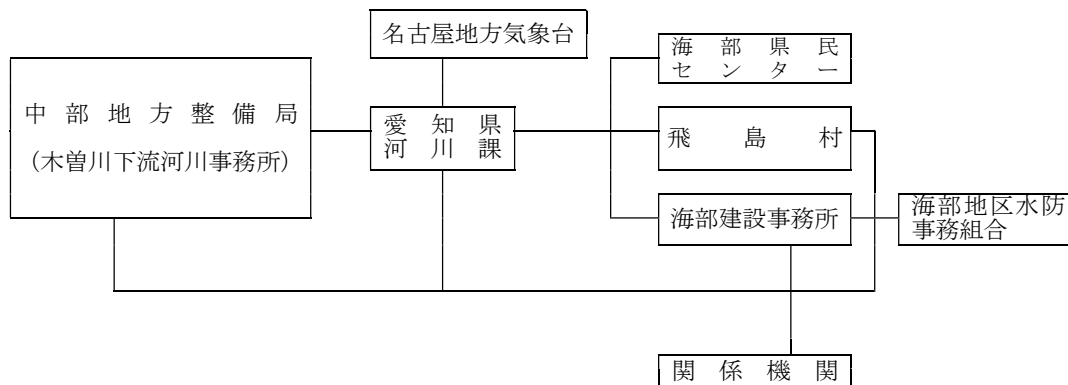 名古屋地方気象台
海部県民
センター
中部地方整備局
(木曽川下流河川事務所)
愛知県
河川課
飛島村
海部建設事務所
海部地区水防
事務組合
関係機関